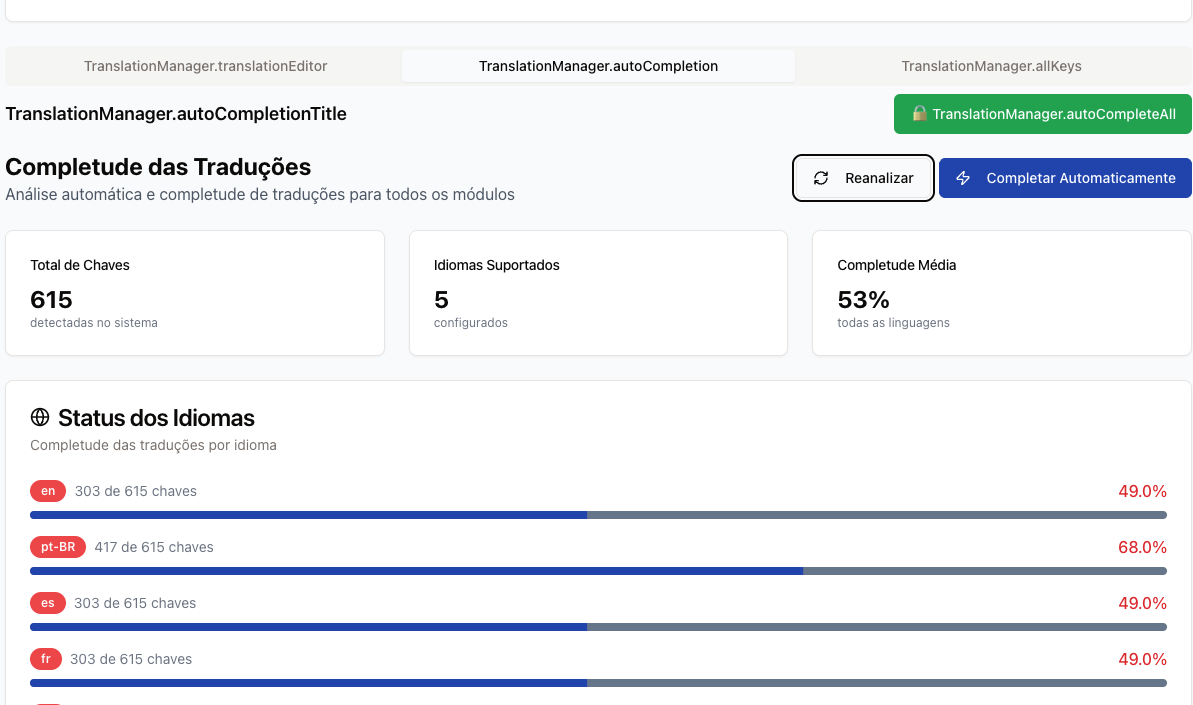 TranslationManager.translationEditor
TranslationManager.autoCompletion
TranslationManager.allKeys
TranslationManager.autoCompletionTitle
🔒 TranslationManager.autoCompleteAll
Completude das Traduções
Análise automática e completude de traduções para todos os módulos
Reanalizar
Completar Automaticamente
Total de Chaves
615
detectadas no sistema
Idiomas Suportados
5
configurados
Completude Média
53%
todas as linguagens
Status dos Idiomas
Completude das traduções por idioma
en 303 de 615 chaves 49.0%
pt-BR 417 de 615 chaves 68.0%
es 303 de 615 chaves 49.0%
fr 303 de 615 chaves 49.0%